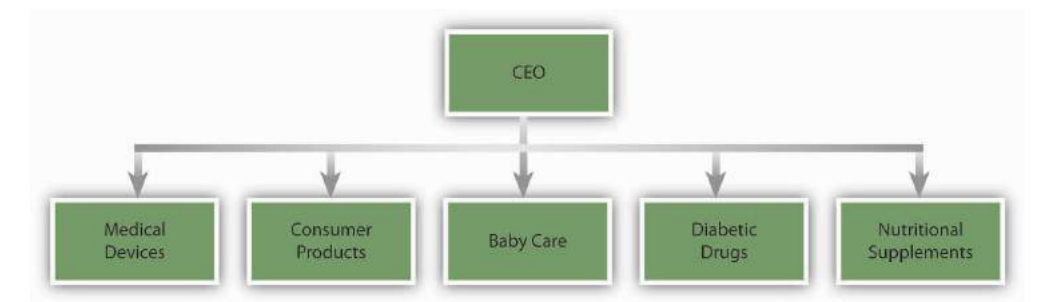 CEO
Medical
Devices
Consumer
Products
Baby Care
Diabetic
Drugs
Nutritional
Supplements